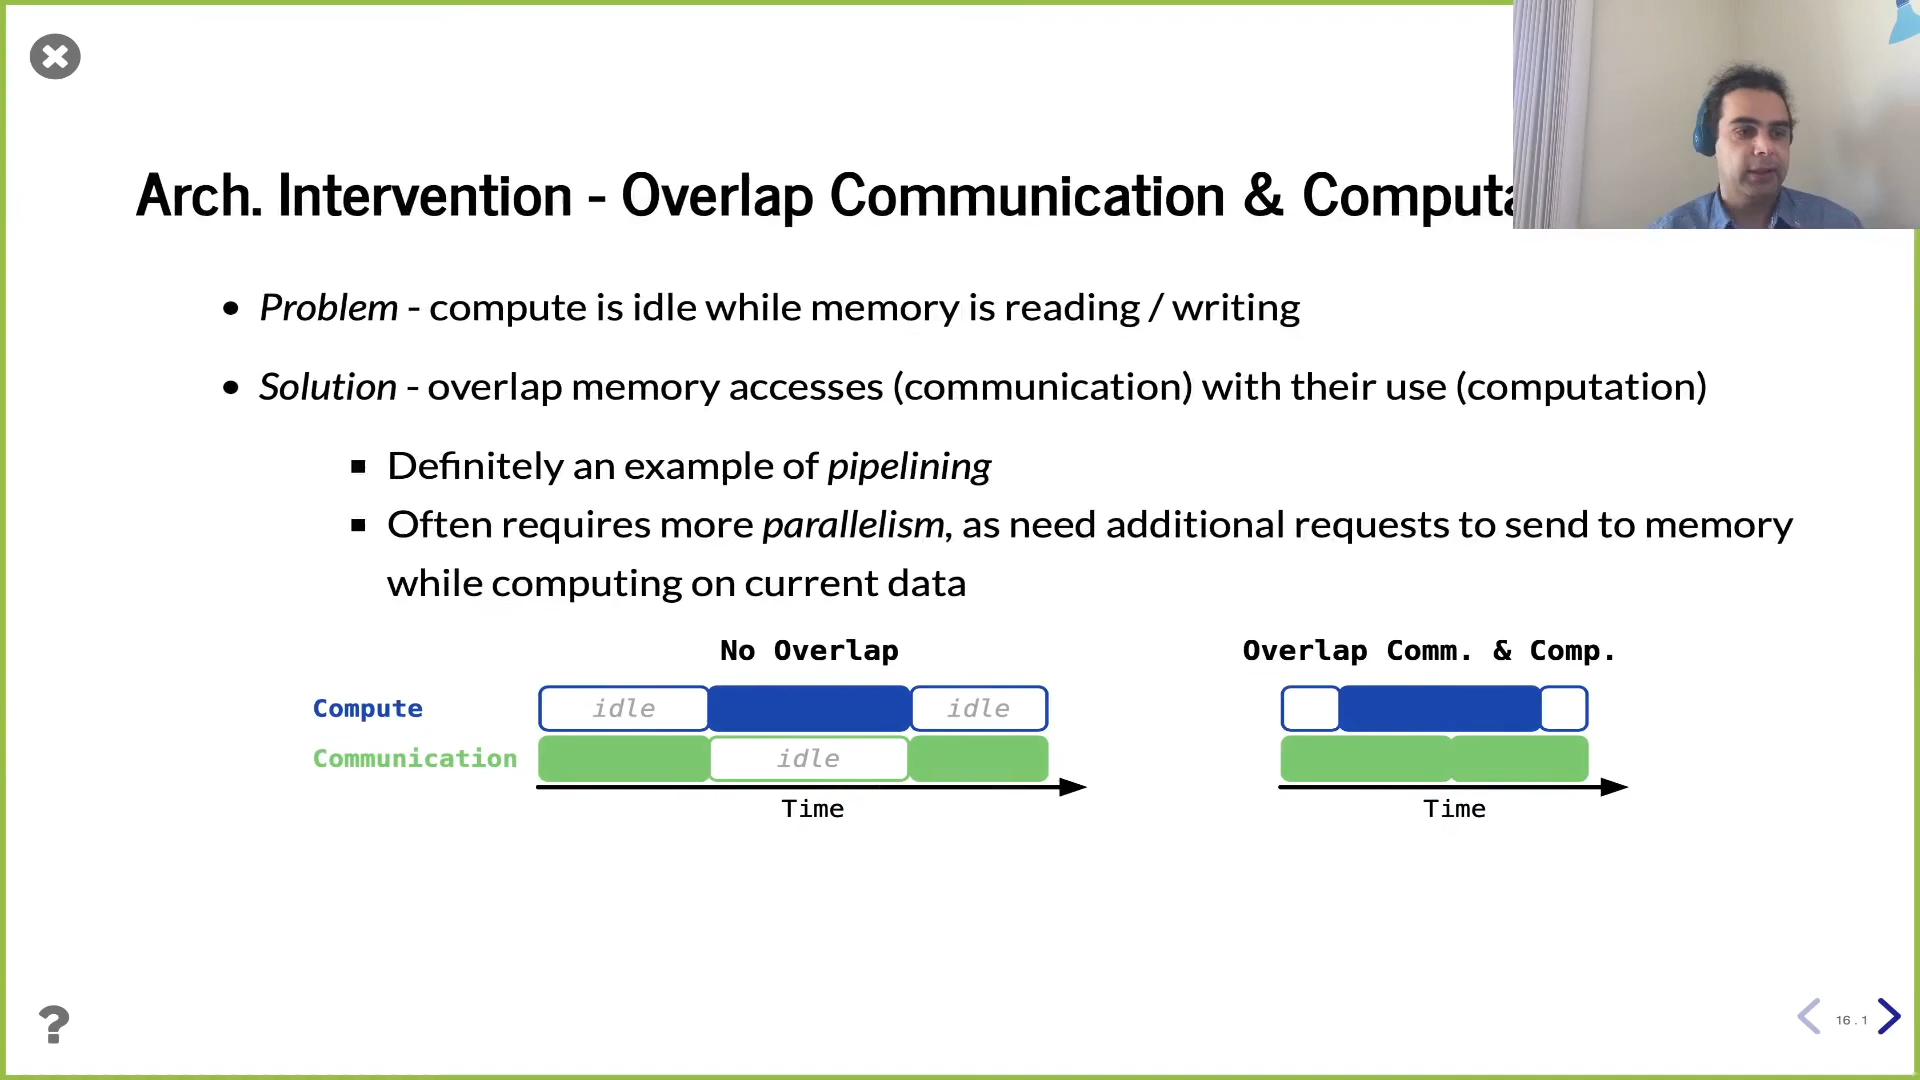 Arch. Intervention - Overlap Communication & Computa
Problem - compute is idle while memory is reading / writing
Solution - overlap memory accesses (communication) with their use (computation)
Definitely an example of pipelining
Often requires more parallelism, as need additional requests to send to memory
while computing on current data
No Overlap
Overlap Comm. & Comp.
Compute
idle
idle
Communication
idle
Time
Time
?
16 . 1